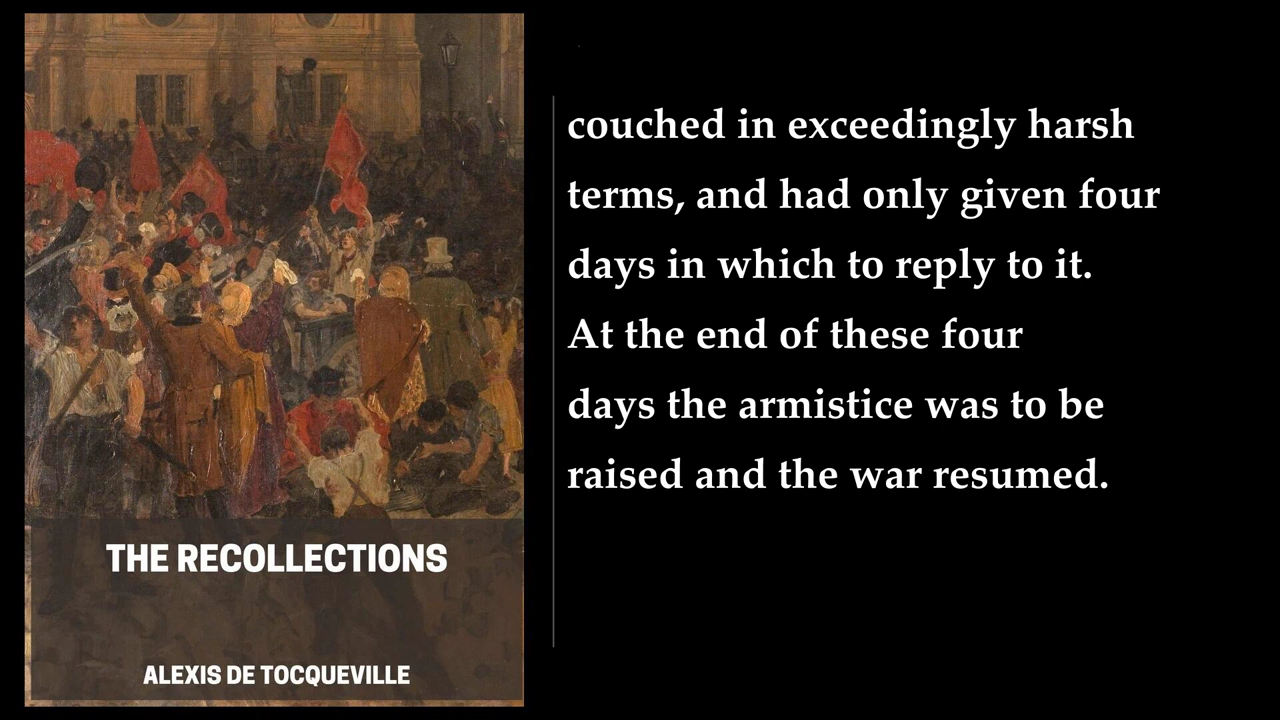 THE RECOLLECTIONS
ALEXIS DE TOCQUEVILLE
couched in exceedingly harsh
terms, and had only given four
days in which to reply to it.
At the end of these four
days the armistice was to be
raised and the war resumed.